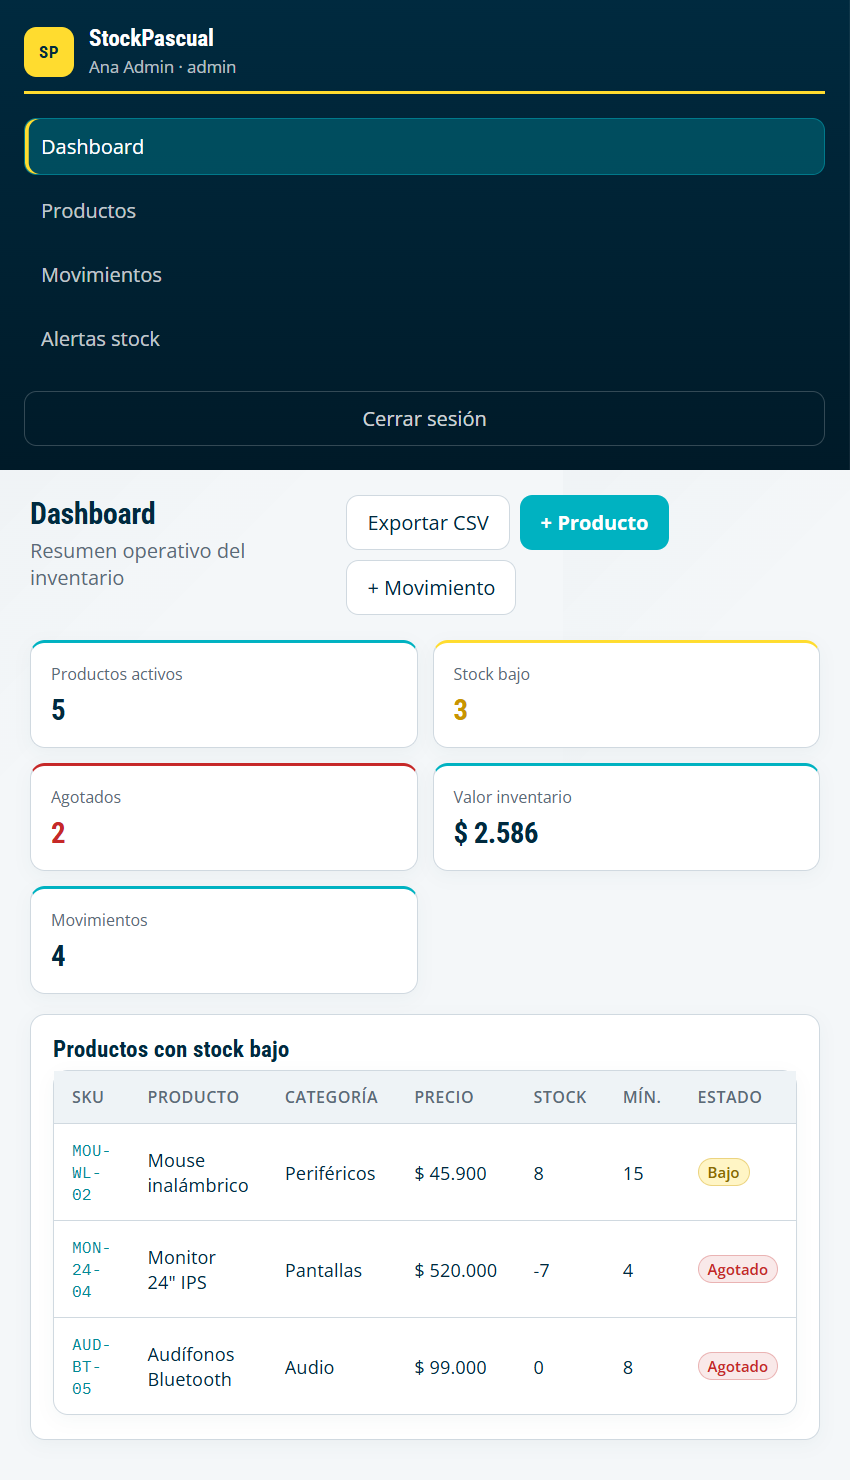 SP
StockPascual
Ana Admin · admin
Dashboard
Productos
Movimientos
Alertas stock
Cerrar sesión
Dashboard
Resumen operativo del
inventario
Exportar CSV
+ Producto
+ Movimiento
Productos activos
5
Stock bajo
3
Agotados
2
Valor inventario
$ 2.586
Movimientos
4
Productos con stock bajo
SKU PRODUCTO CATEGORÍA PRECIO STOCK MÍN. ESTADO
MOU-
WL-
02
Mouse
inalámbrico
Periféricos
$ 45.900
8
15
Bajo
MON-
24-
04
Monitor
24" IPS
Pantallas
$ 520.000
-7
4
Agotado
AUD-
BT-
05
Audífonos
Bluetooth
Audio
$ 99.000
0
8
Agotado